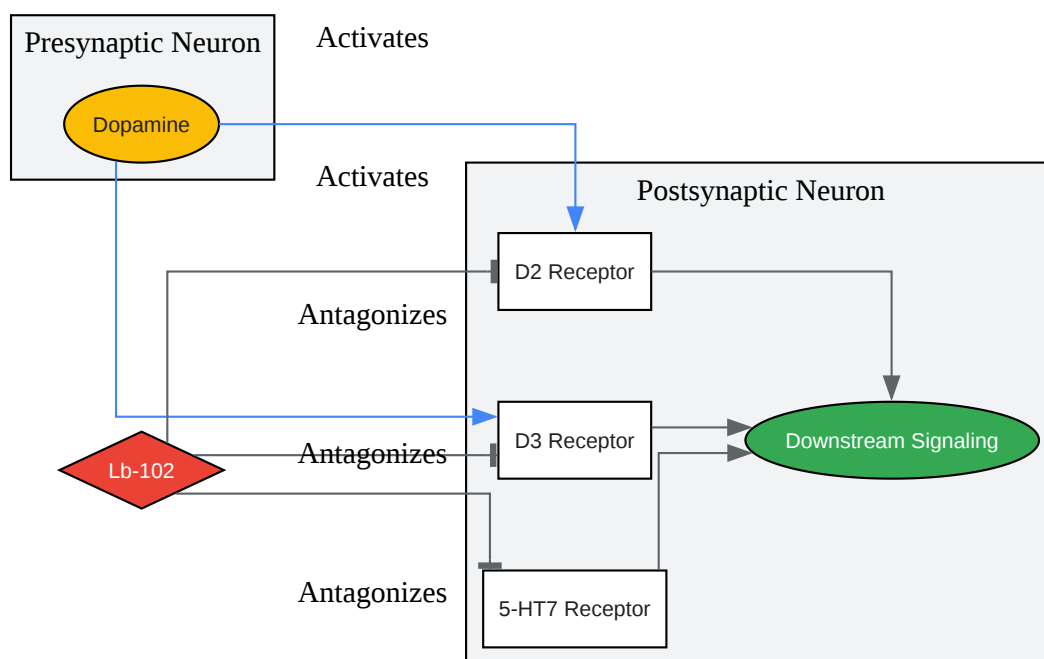 Presynaptic Neuron
Activates
Dopamine
Activates
Postsynaptic Neuron
D2 Receptor
Antagonizes
D3 Receptor
Downstream Signaling
Antagonizes
Lb-102
Antagonizes
5-HT7 Receptor